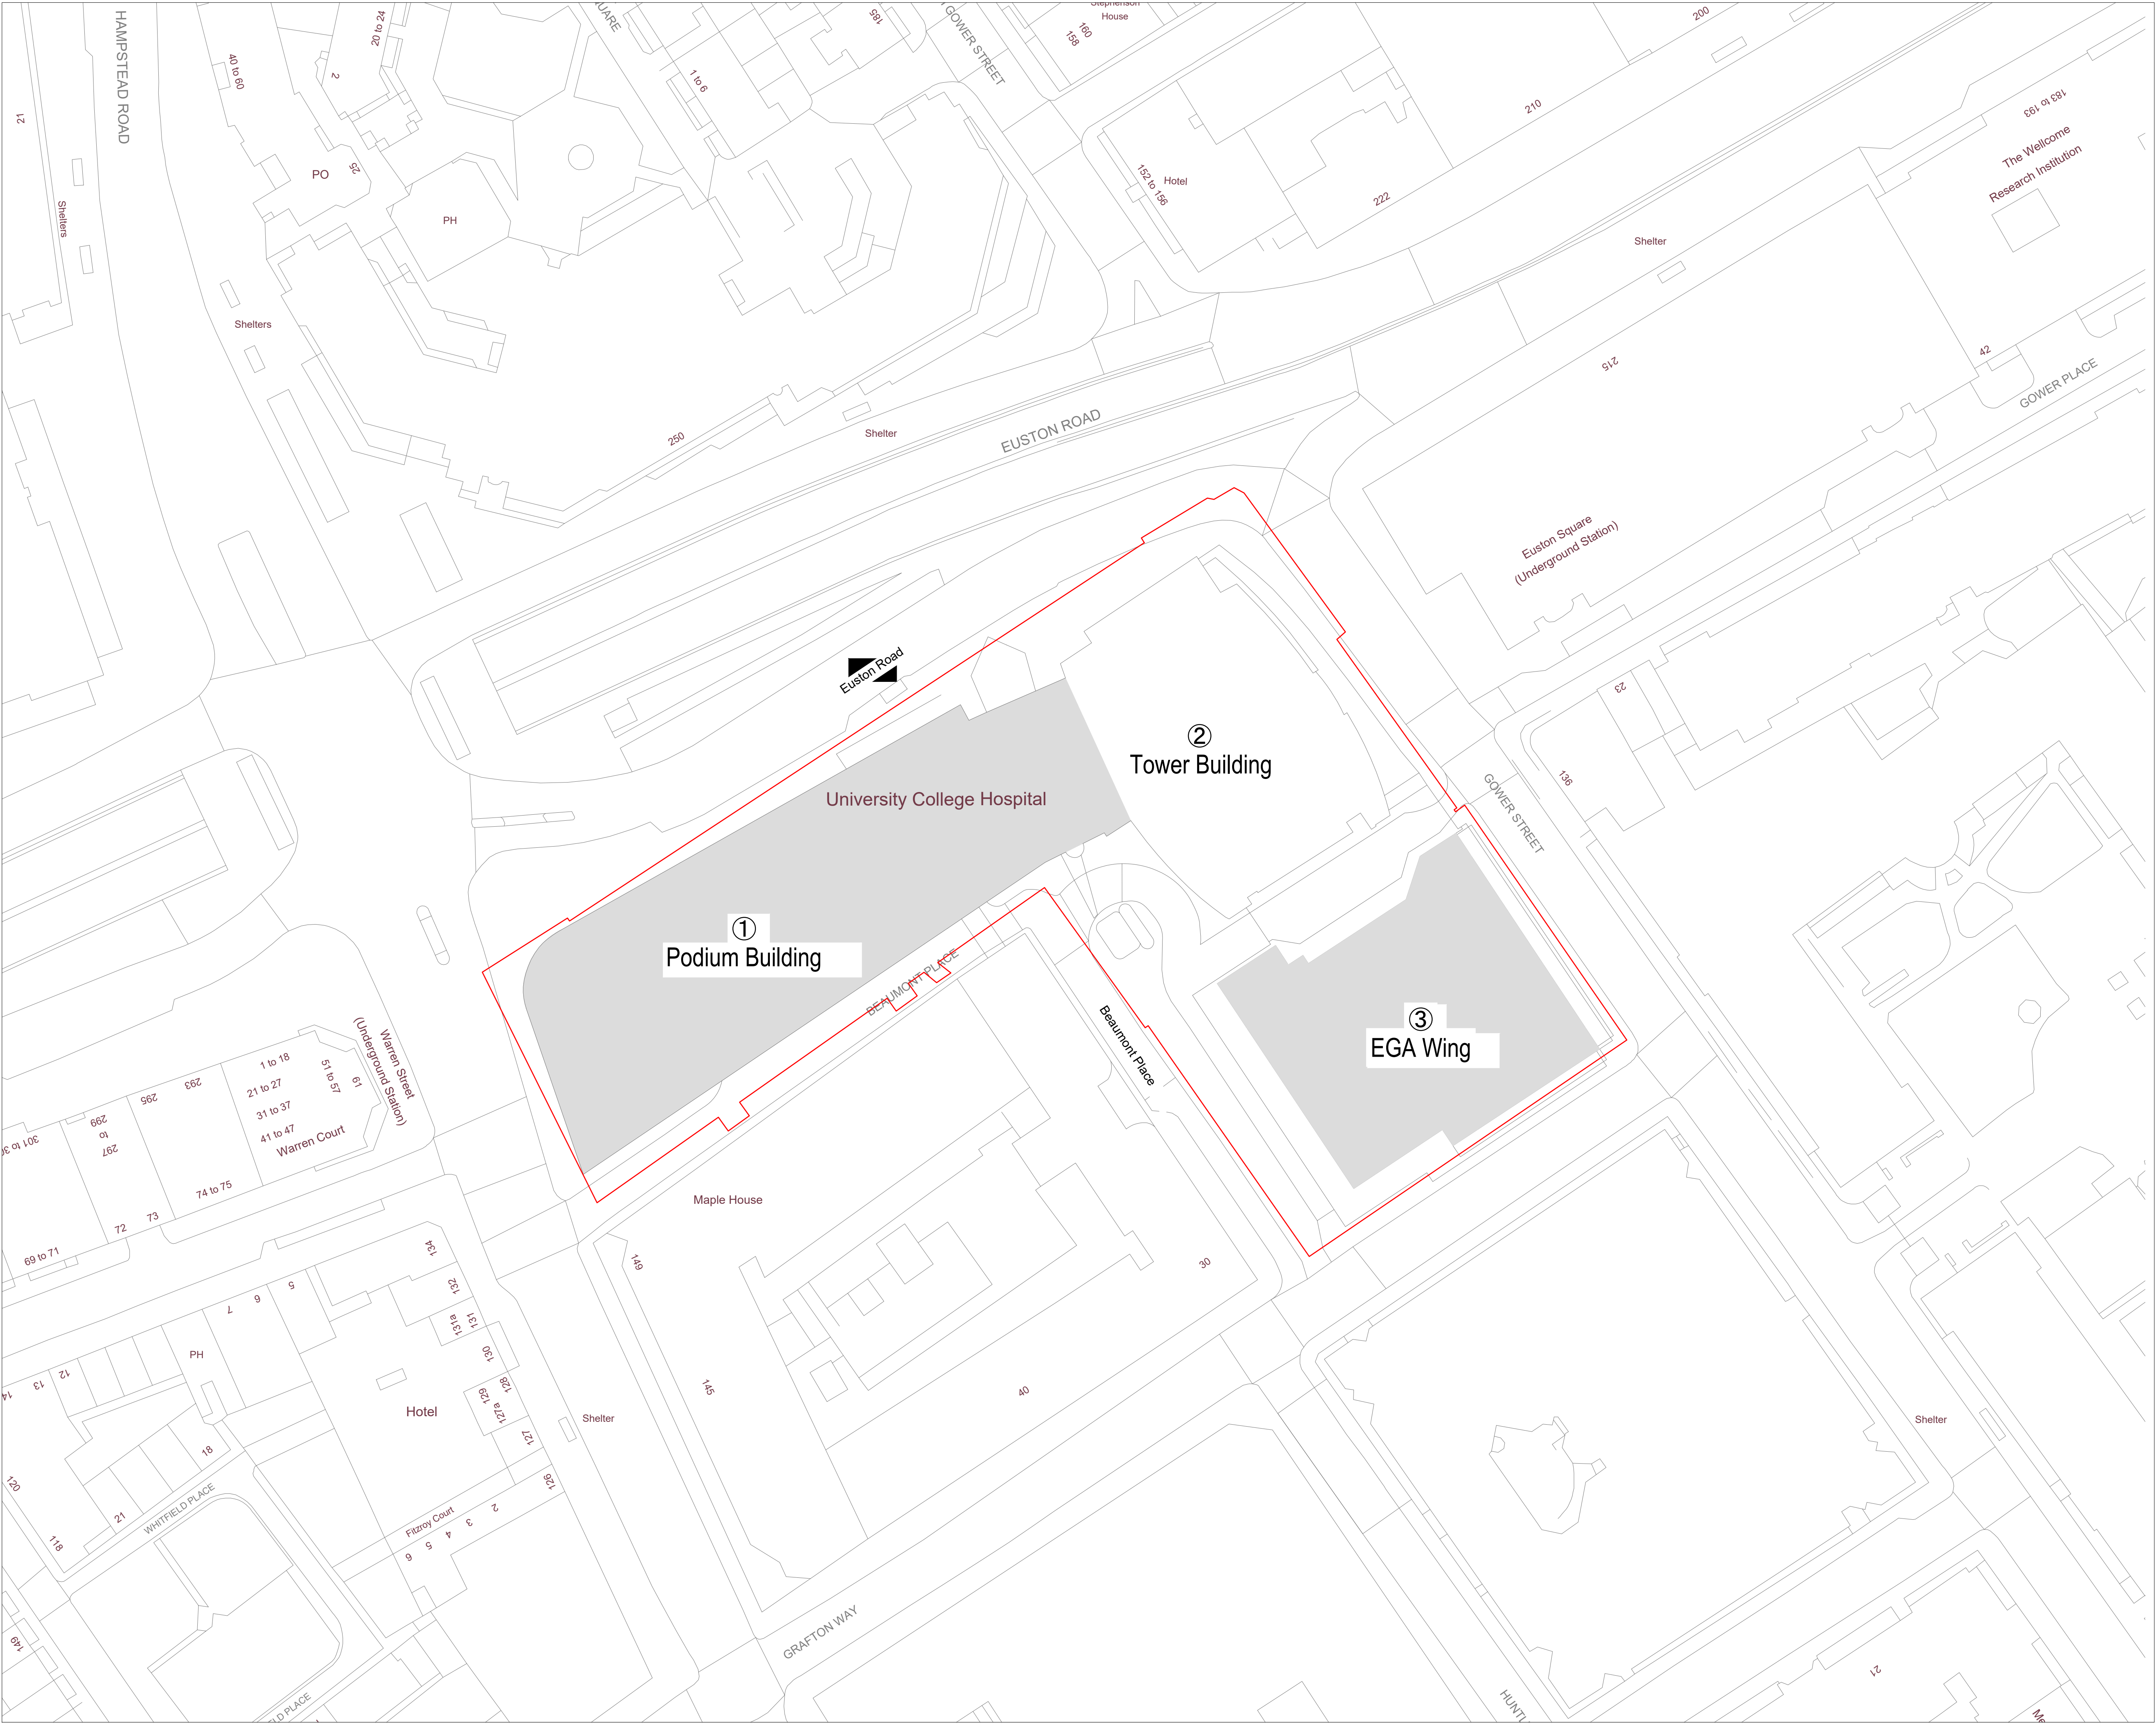 HAMPSTEAD ROAD
21
Shelters
40 to 60
20 to 24
2
PO
25
PH
1 to 6
185
GOWER STREET
House
158
160
200
152 to 156
Hotel
210
222
183 to 193
The Wellcome
Research Institution
Shelter
Shelters
250
Shelter
EUSTON ROAD
215
42
GOWER PLACE
Euston Square
(Underground Station)
Euston Road
23
136
GOWER STREET
②
Tower Building
University College Hospital
①
Podium Building
BEAUMONT PLACE
Beaumont Place
③
EGA Wing
Warren Street
(Underground Station)
61
51 to 57
1 to 18
21 to 27
31 to 37
41 to 47
Warren Court
293
295
299
to
297
74 to 75
73
72
69 to 71
Maple House
149
145
30
40
134
132
131
131a
130
128
129
127a
127
126
5
6
7
PH
12
13
14
Hotel
Shelter
18
21
120
118
WHITFIELD PLACE
Fitzroy Court
2
3
4
5
6
149
GRAFTON WAY
Shelter
21